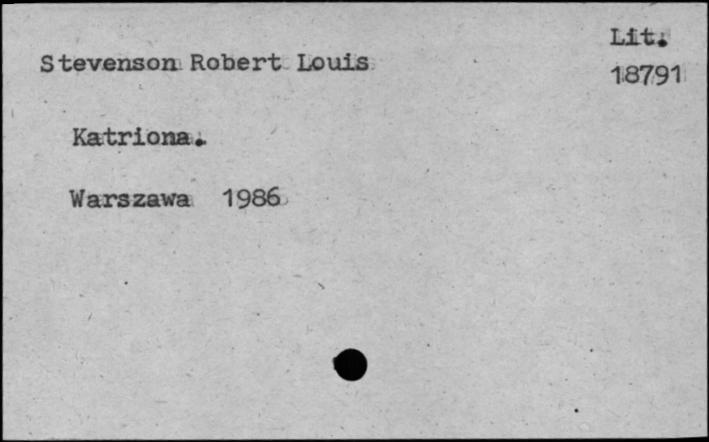 Lit.
Stevenson Robert Louis
18791
Katriona.
Warszawa 1986